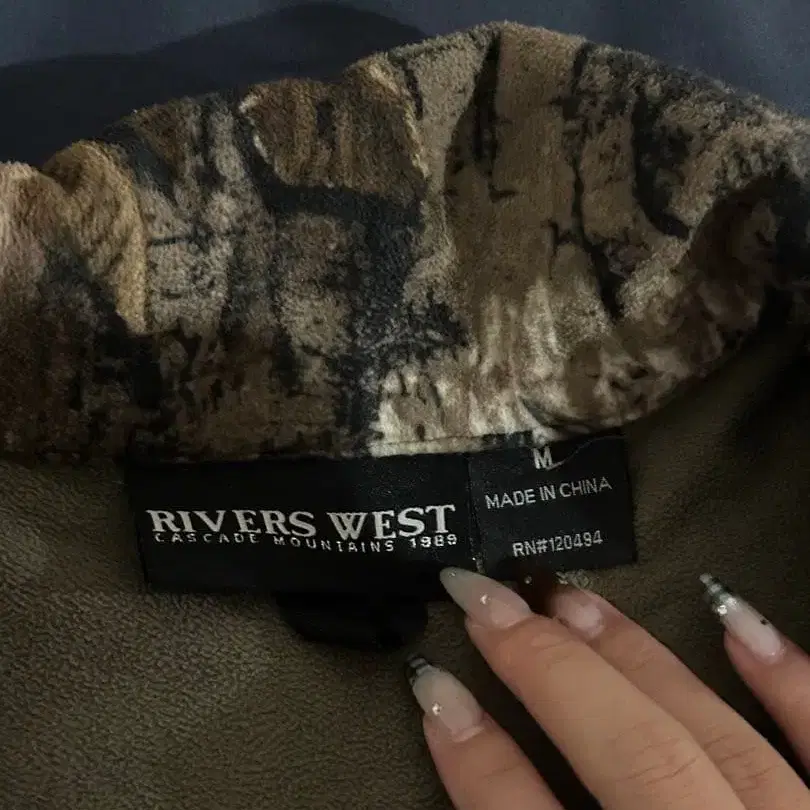 RIVERS WEST
CASCADE MOUNTAINS 1989
M
MADE IN CHINA
RN#120494